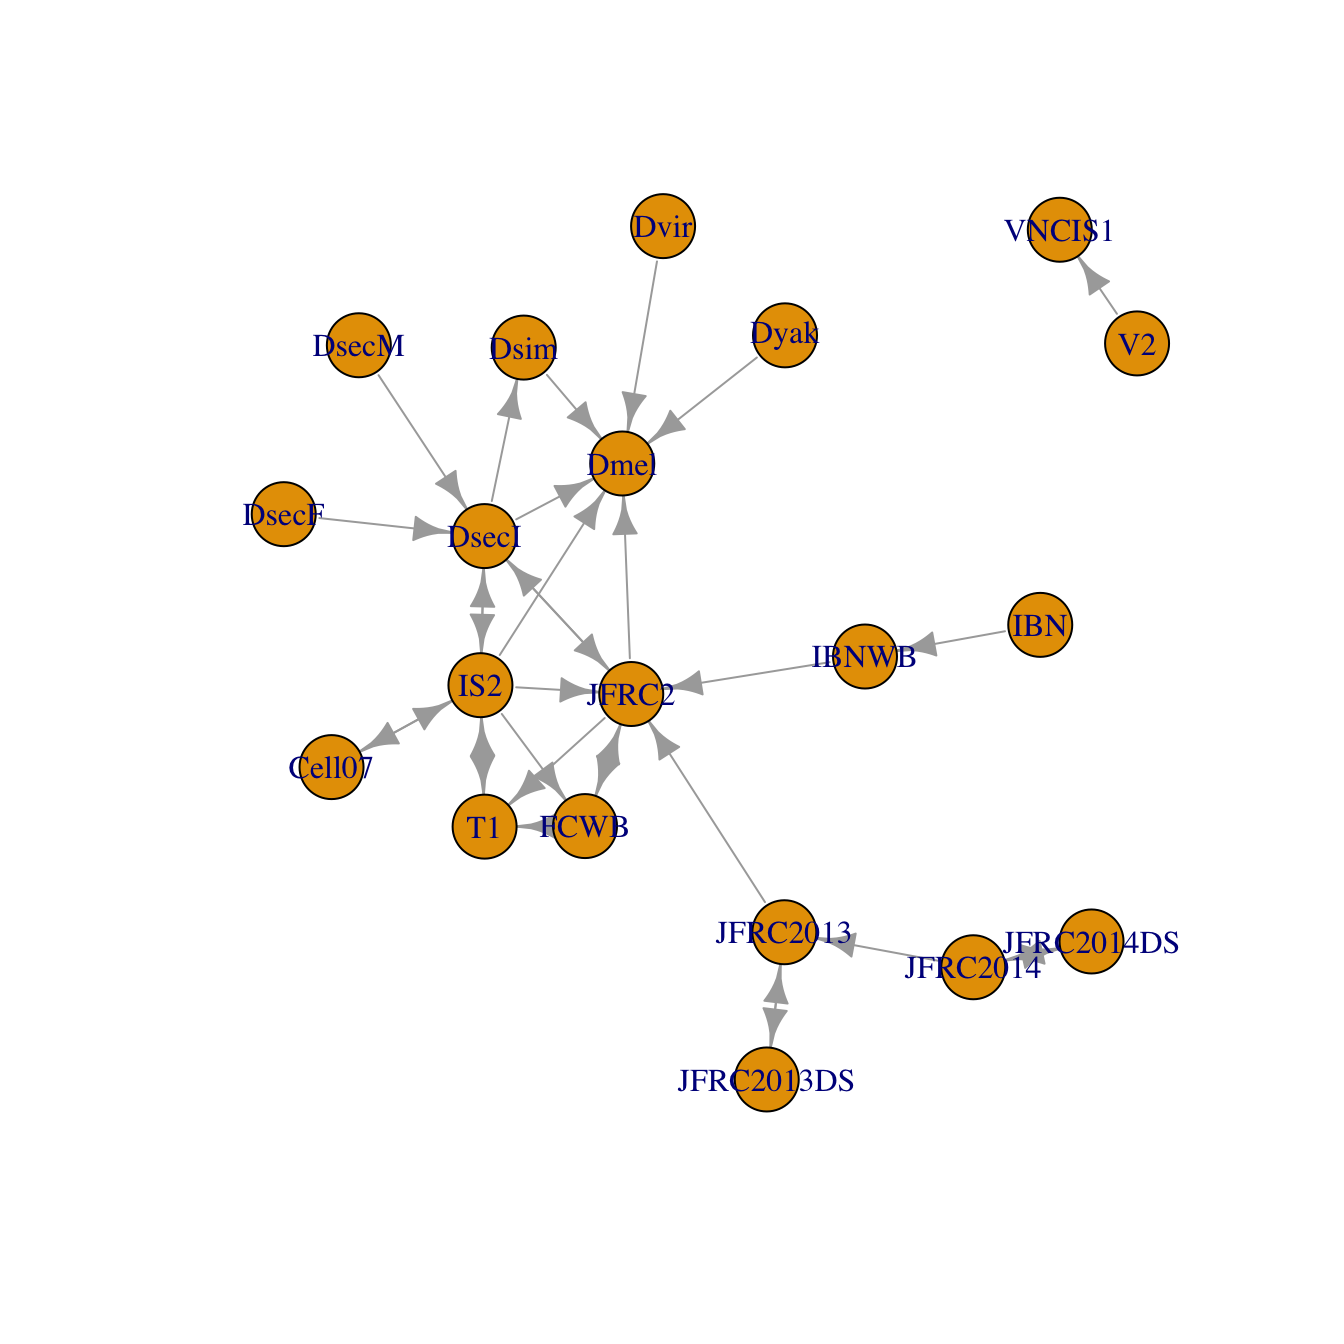 Dvir
VNCIS1
Dyak
V2
DsecM
Dsim
Dmel
DsecF
DsecI
IBN
IBNWB
IS2
JFRC2
Cell07
T1
FCWB
JFRC2013
JFRC2014DS
JFRC2014
JFRC2013DS